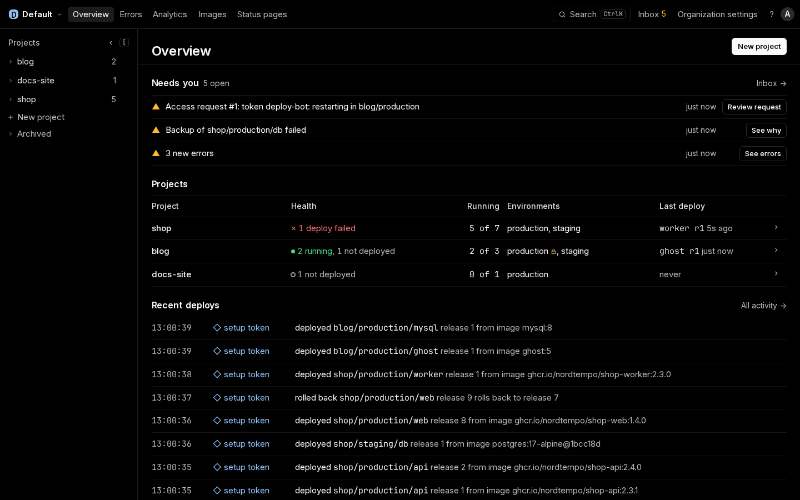 D Default Overview Errors Analytics Images Status pages Search Ctrl K Inbox 5 Organization settings ? A
Projects
blog 2
docs-site 1
shop 5
+ New project
Archived
Overview
New project
Needs you 5 open Inbox →
Access request #1: token deploy-bot: restarting in blog/production just now Review request
Backup of shop/production/db failed just now See why
3 new errors just now See errors
Projects
Project Health Running Environments Last deploy
shop × 1 deploy failed 5 of 7 production, staging worker r1 5s ago
blog 2 running, 1 not deployed 2 of 3 production, staging ghost r1 just now
docs-site 1 not deployed 0 of 1 production never
Recent deploys All activity →
13:00:39 setup token deployed blog/production/mysql release 1 from image mysql:8
13:00:39 setup token deployed blog/production/ghost release 1 from image ghost:5
13:00:38 setup token deployed shop/production/worker release 1 from image ghcr.io/nordtempo/shop-worker:2.3.0
13:00:37 setup token rolled back shop/production/web release 9 rolls back to release 7
13:00:36 setup token deployed shop/production/web release 8 from image ghcr.io/nordtempo/shop-web:1.4.0
13:00:36 setup token deployed shop/staging/db release 1 from image postgres:17-alpine@1bcc18d
13:00:35 setup token deployed shop/production/api release 2 from image ghcr.io/nordtempo/shop-api:2.4.0
13:00:35 setup token deployed shop/production/api release 1 from image ghcr.io/nordtempo/shop-api:2.3.1